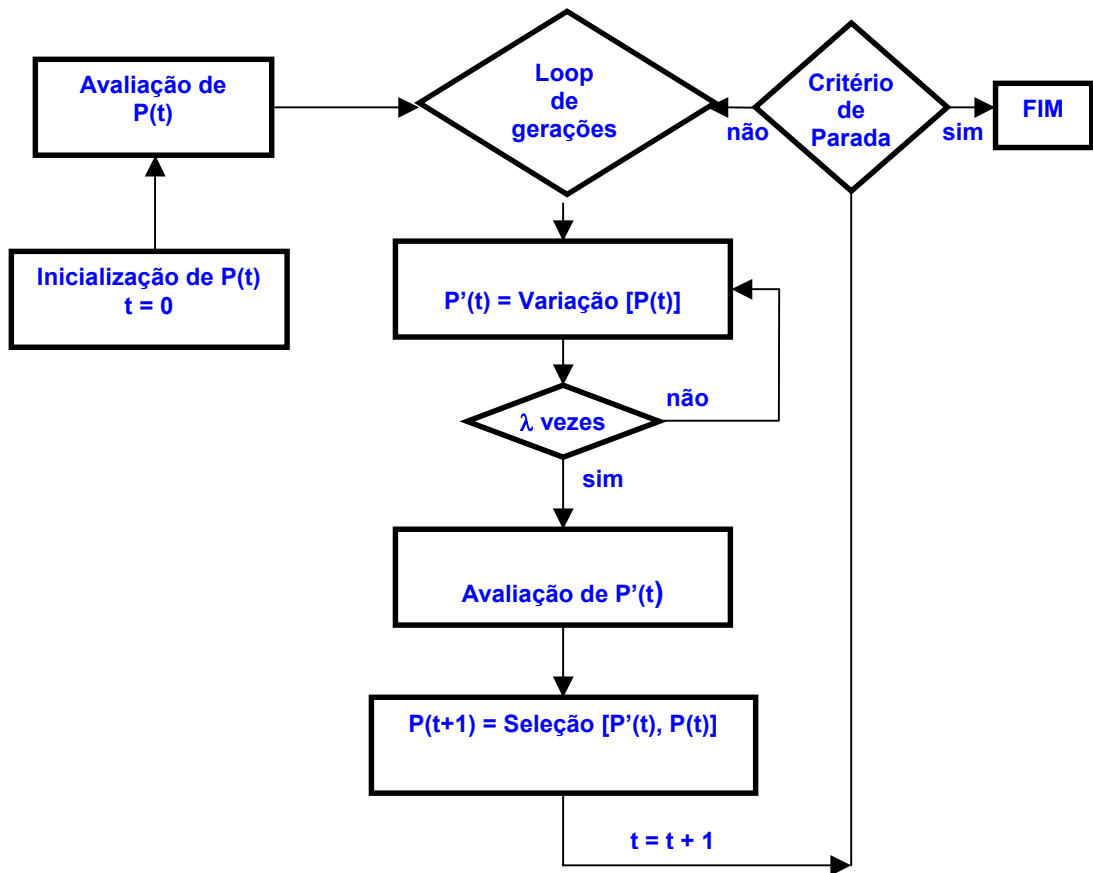 Avaliação de
P(t)
Inicialização de P(t)
t = 0
Loop
de
gerações
Critério
de
Parada
não
sim
FIM
P’(t) = Variação [P(t)]
λ vezes
não
sim
Avaliação de P’(t)
P(t+1) = Seleção [P’(t), P(t)]
t = t + 1